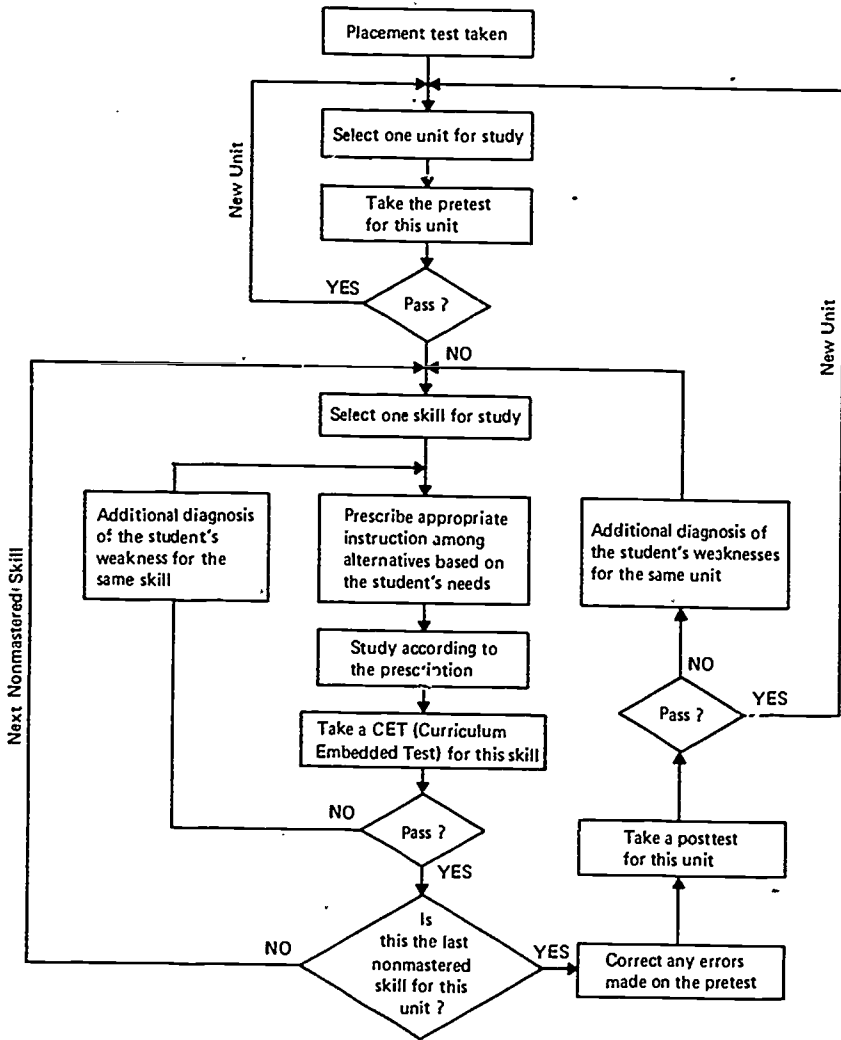 Placement test taken
Select one unit for study
New Unit
Take the pretest
for this unit
YES
Pass ?
NO
New Unit
Select one skill for study
Additional diagnosis
of the student's
weakness for the
same skill
Prescribe appropriate
instruction among
alternatives based on
the student's needs
Additional diagnosis of
the student's weaknesses
for the same unit
Next Nonmastered Skill
Study according to
the prescription
NO
YES
Pass ?
Take a CET (Curriculum
Embedded Test) for this skill
NO
Pass ?
YES
Take a posttest
for this unit
Is
this the last
nonmastered
skill for this
unit ?
NO
YES
Correct any errors
made on the pretest